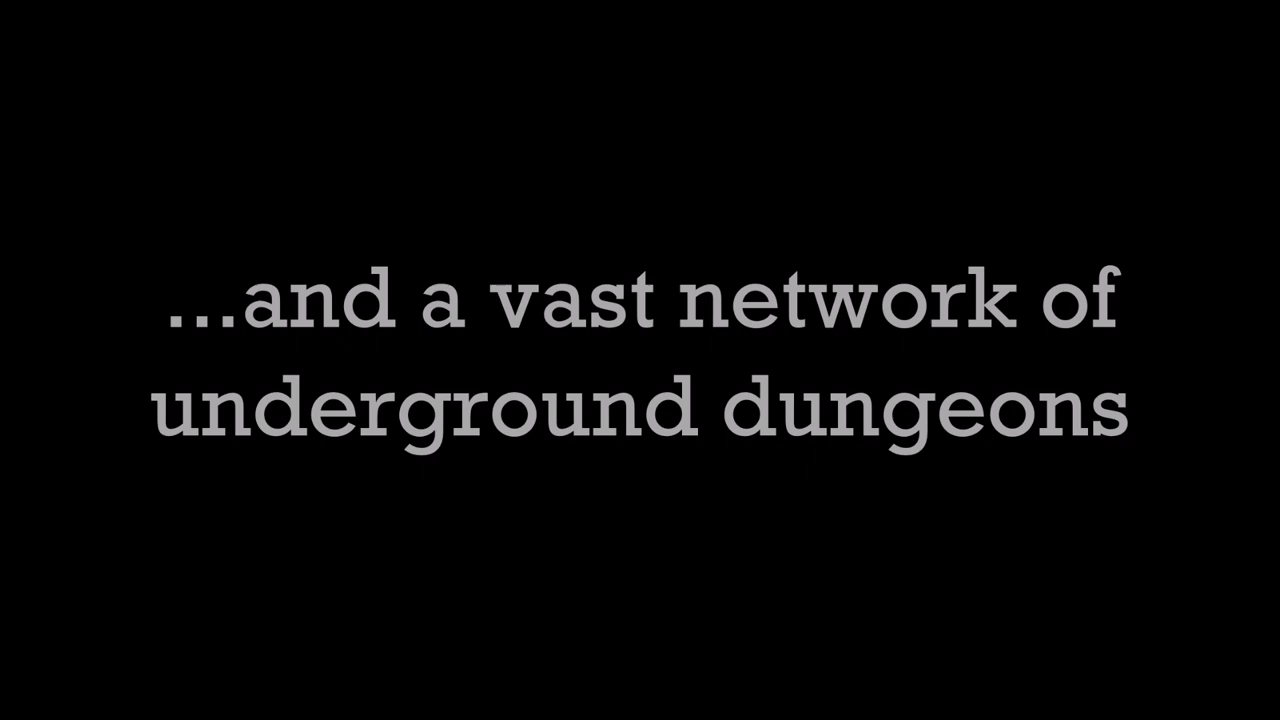 ...and a vast network of
underground dungeons